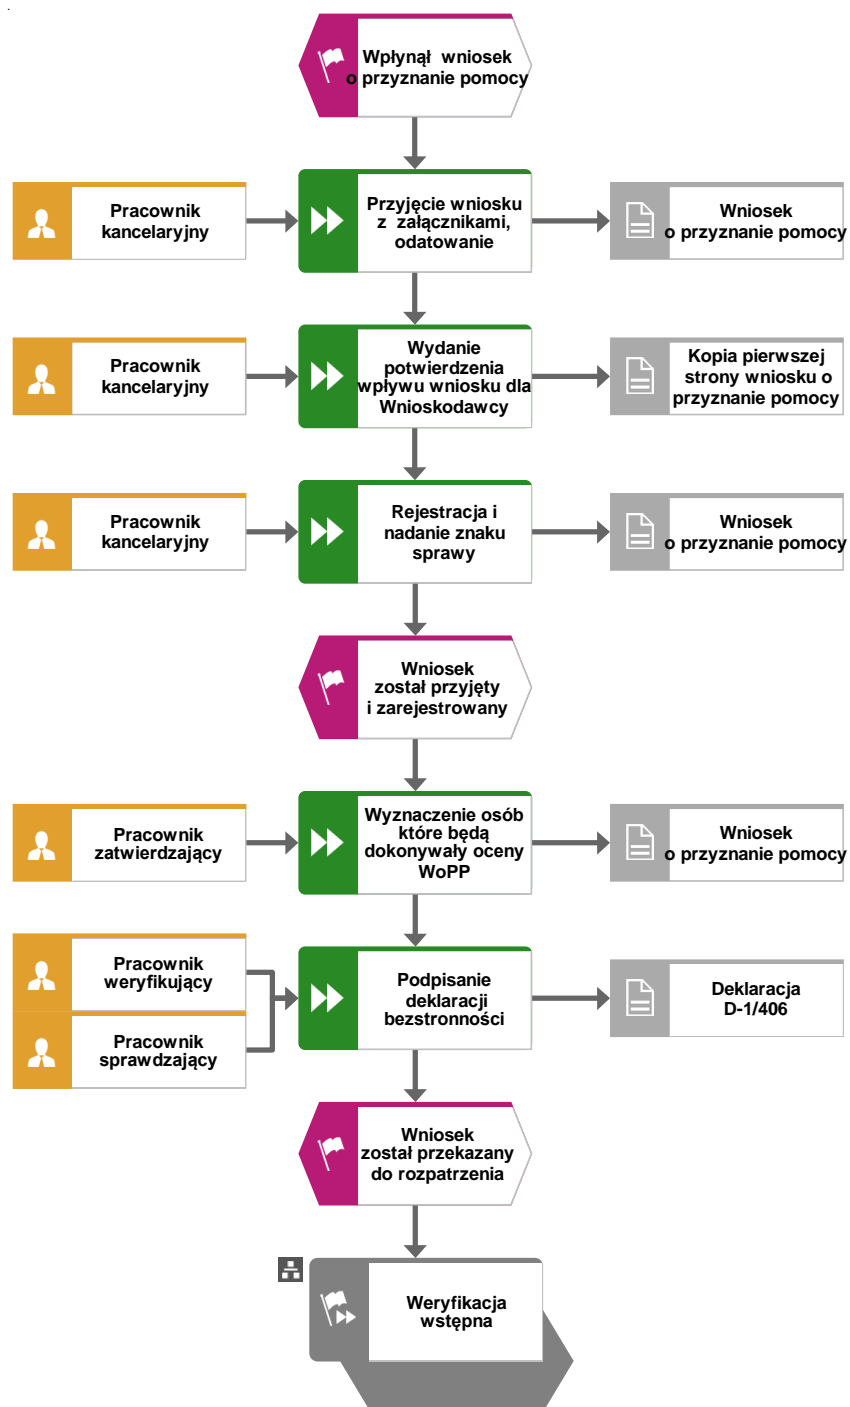 Wpłynął wniosek
o przyznanie pomocy
Pracownik
kancelaryjny
Przyjęcie wniosku
z załącznikami,
odatowanie
Wniosek
o przyznanie pomocy
Pracownik
kancelaryjny
Wydanie
potwierdzenia
wpływu wniosku dla
Wnioskodawcy
Kopia pierwszej
strony wniosku o
przyznanie pomocy
Pracownik
kancelaryjny
Rejestracja i
nadanie znaku
sprawy
Wniosek
o przyznanie pomocy
Wniosek
został przyjęty
i zarejestrowany
Pracownik
zatwierdzający
Wyznaczenie osób
które będą
dokonywały oceny
WoPP
Wniosek
o przyznanie pomocy
Pracownik
weryfikujący
Pracownik
sprawdzający
Podpisanie
deklaracji
bezstronności
Deklaracja
D-1/406
Wniosek
został przekazany
do rozpatrzenia
Weryfikacja
wstępna